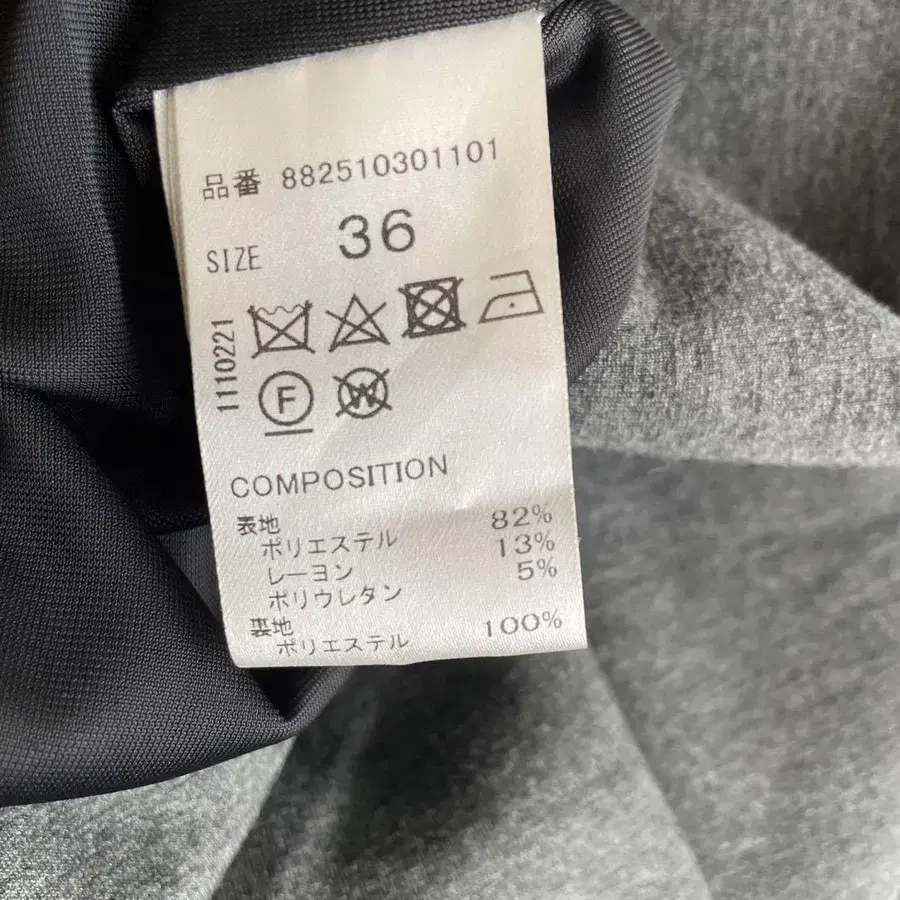 品番 882510301101
SIZE 36
1110221
F W
COMPOSITION
表地
ポリエステル 82%
レーヨン 13%
ポリウレタン 5%
裏地
ポリエステル 100%